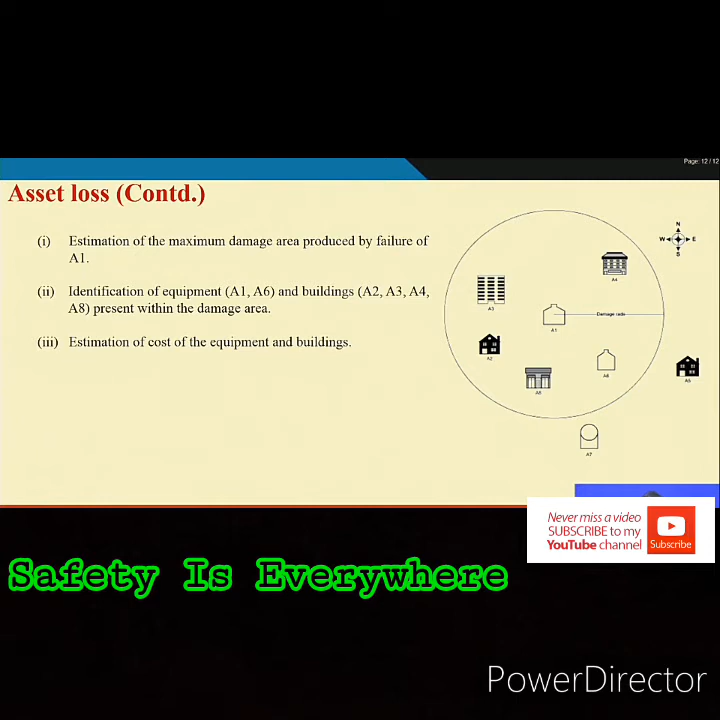 Page: 12 / 12
Asset loss (Contd.)
(i) Estimation of the maximum damage area produced by failure of
A1.
(ii) Identification of equipment (A1, A6) and buildings (A2, A3, A4,
A8) present within the damage area.
(iii) Estimation of cost of the equipment and buildings.
N
W E
S
A4
A3
Damage radii
A1
A2
A6
A8
A5
A7
Never miss a video
SUBSCRIBE to my
YouTube channel
Subscribe
Safety Is Everywhere
PowerDirector